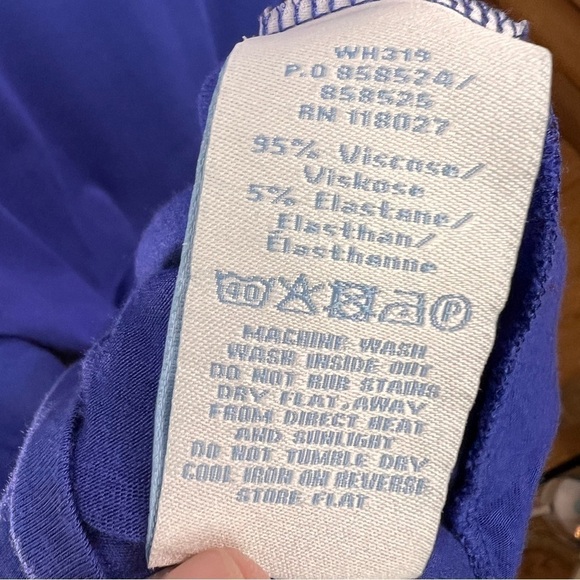 WH319
P.O 858524/
858525
RN 118027
95% Viscose/
Viskose
5% Elastane/
Elasthan/
Élasthanne
40 P
MACHINE WASH
WASH INSIDE OUT
DO NOT RUB STAINS
DRY FLAT,AWAY
FROM DIRECT HEAT
AND SUNLIGHT
DO NOT TUMBLE DRY
COOL IRON ON REVERSE
STORE FLAT